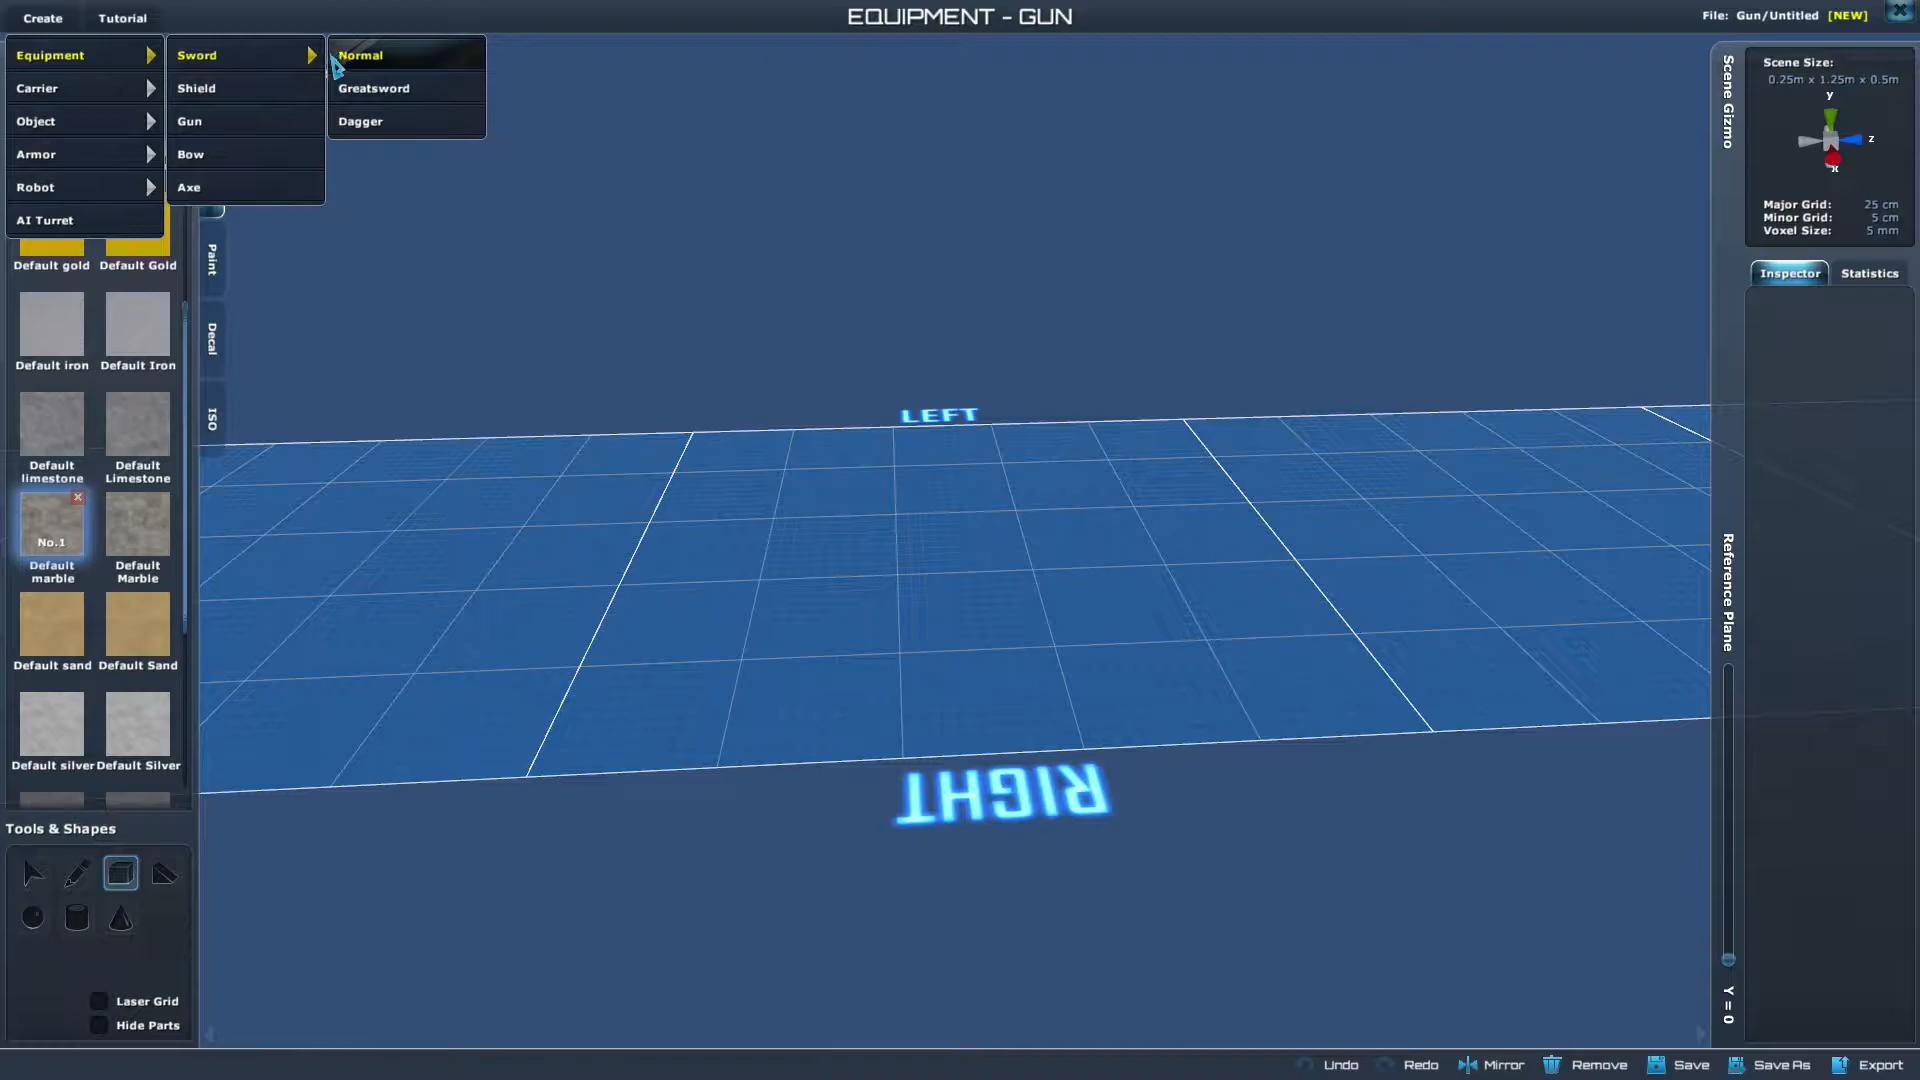 Create
Tutorial
EQUIPMENT - GUN
File: Gun/Untitled [NEW]
Equipment
Carrier
Object
Armor
Robot
AI Turret
Sword
Shield
Gun
Bow
Axe
Normal
Greatsword
Dagger
Default gold
Default Gold
Default iron
Default Iron
Default
limestone
Default
Limestone
No.1
Default
marble
Default
Marble
Default sand
Default Sand
Default silver
Default Silver
Paint
Decal
ISO
Tools & Shapes
Laser Grid
Hide Parts
LEFT
RIGHT
Scene Gizmo
Scene Size:
0.25m x 1.25m x 0.5m
y
z
x
Major Grid: 25 cm
Minor Grid: 5 cm
Voxel Size: 5 mm
Inspector
Statistics
Reference Plane
Y = 0
Undo
Redo
Mirror
Remove
Save
Save As
Export